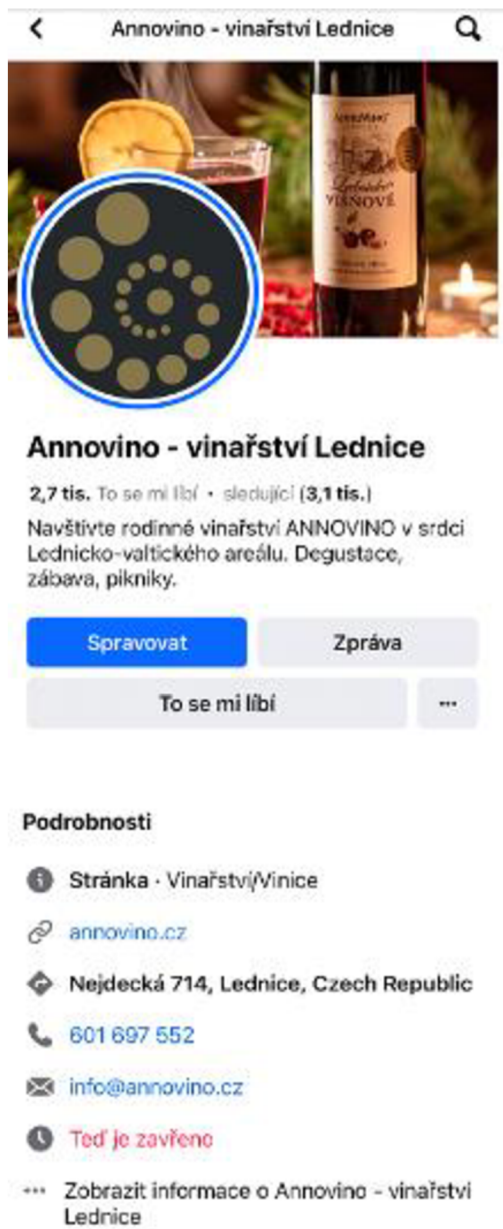 Annovino - vinařství Lednice
Lednické
VIŠŇOVÉ
Annovino - vinařství Lednice
2,7 tis. To se mi líbí • sledující (3,1 tis.)
Navštivte rodinné vinařství ANNOVINO v srdci
Lednicko-valtického areálu. Degustace,
zábava, pikniky.
Spravovat
Zpráva
To se mi líbí
...
Podrobnosti
Stránka · Vinařství/Vinice
annovino.cz
Nejdecká 714, Lednice, Czech Republic
601 697 552
info@annovino.cz
Teď je zavřeno
... Zobrazit informace o Annovino - vinařství
Lednice